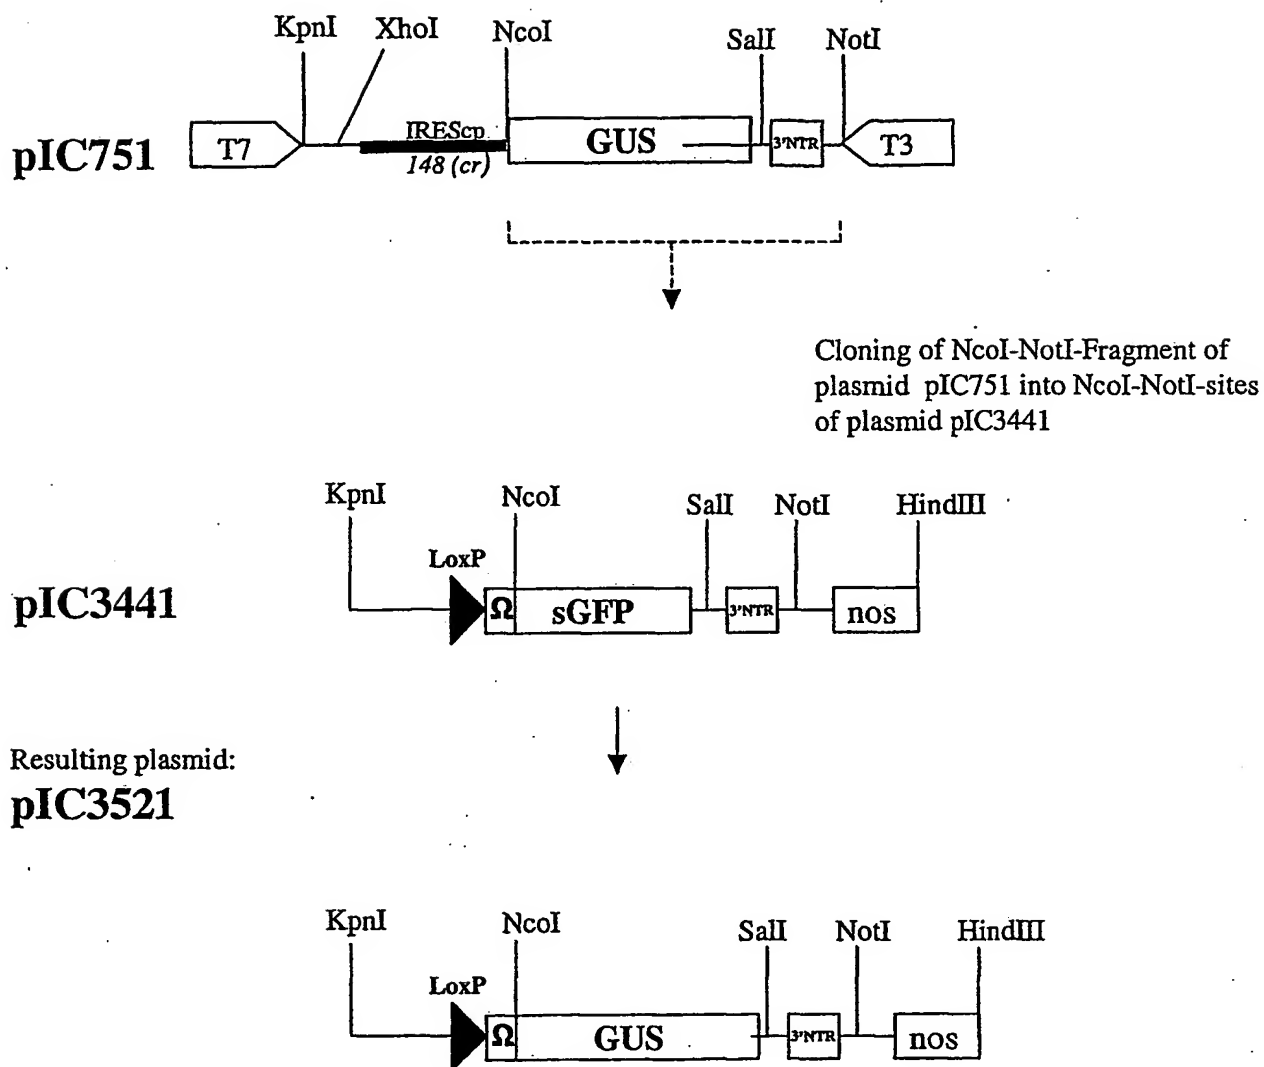 KpnI XhoI NcoI SalI NotI
pIC751 T7 IREScp 148 (cr) GUS 3'NTR T3
Cloning of NcoI-NotI-Fragment of
plasmid pIC751 into NcoI-NotI-sites
of plasmid pIC3441
KpnI NcoI SalI NotI HindIII
LoxP
pIC3441 Ω sGFP 3'NTR nos
Resulting plasmid:
pIC3521
KpnI NcoI SalI NotI HindIII
LoxP
Ω GUS 3'NTR nos